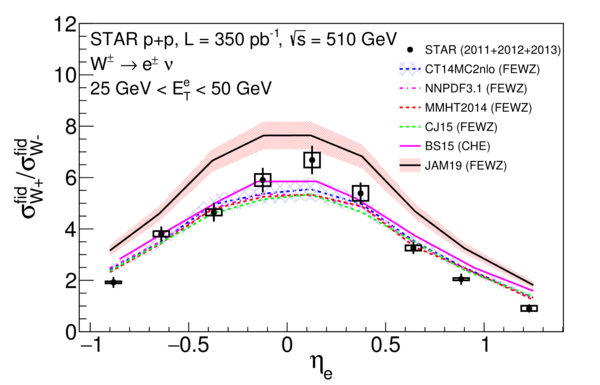 12
10
8
6
4
2
0
σ^fid_W+/σ^fid_W-
STAR p+p, L = 350 pb⁻¹, √s = 510 GeV
W± → e± ν
25 GeV < E^e_T < 50 GeV
STAR (2011+2012+2013)
CT14MC2nlo (FEWZ)
NNPDF3.1 (FEWZ)
MMHT2014 (FEWZ)
CJ15 (FEWZ)
BS15 (CHE)
JAM19 (FEWZ)
−1 −0.5 0 0.5 1
η_e